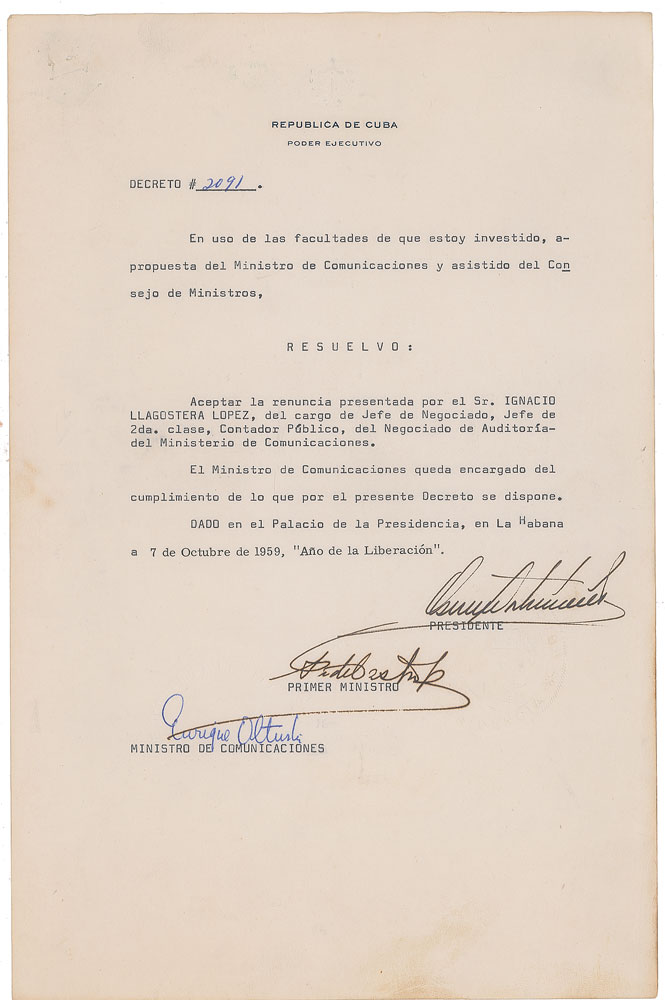 REPUBLICA DE CUBA
PODER EJECUTIVO
DECRETO # 2091 .
En uso de las facultades de que estoy investido, a-
propuesta del Ministro de Comunicaciones y asistido del Con
sejo de Ministros,
R E S U E L V O :
Aceptar la renuncia presentada por el Sr. IGNACIO
LLAGOSTERA LOPEZ, del cargo de Jefe de Negociado, Jefe de
2da. clase, Contador Público, del Negociado de Auditoría-
del Ministerio de Comunicaciones.
El Ministro de Comunicaciones queda encargado del
cumplimiento de lo que por el presente Decreto se dispone.
DADO en el Palacio de la Presidencia, en La Habana
a 7 de Octubre de 1959, "Año de la Liberación".
PRESIDENTE
Fidel Castro
PRIMER MINISTRO
Enrique Oltuski
MINISTRO DE COMUNICACIONES